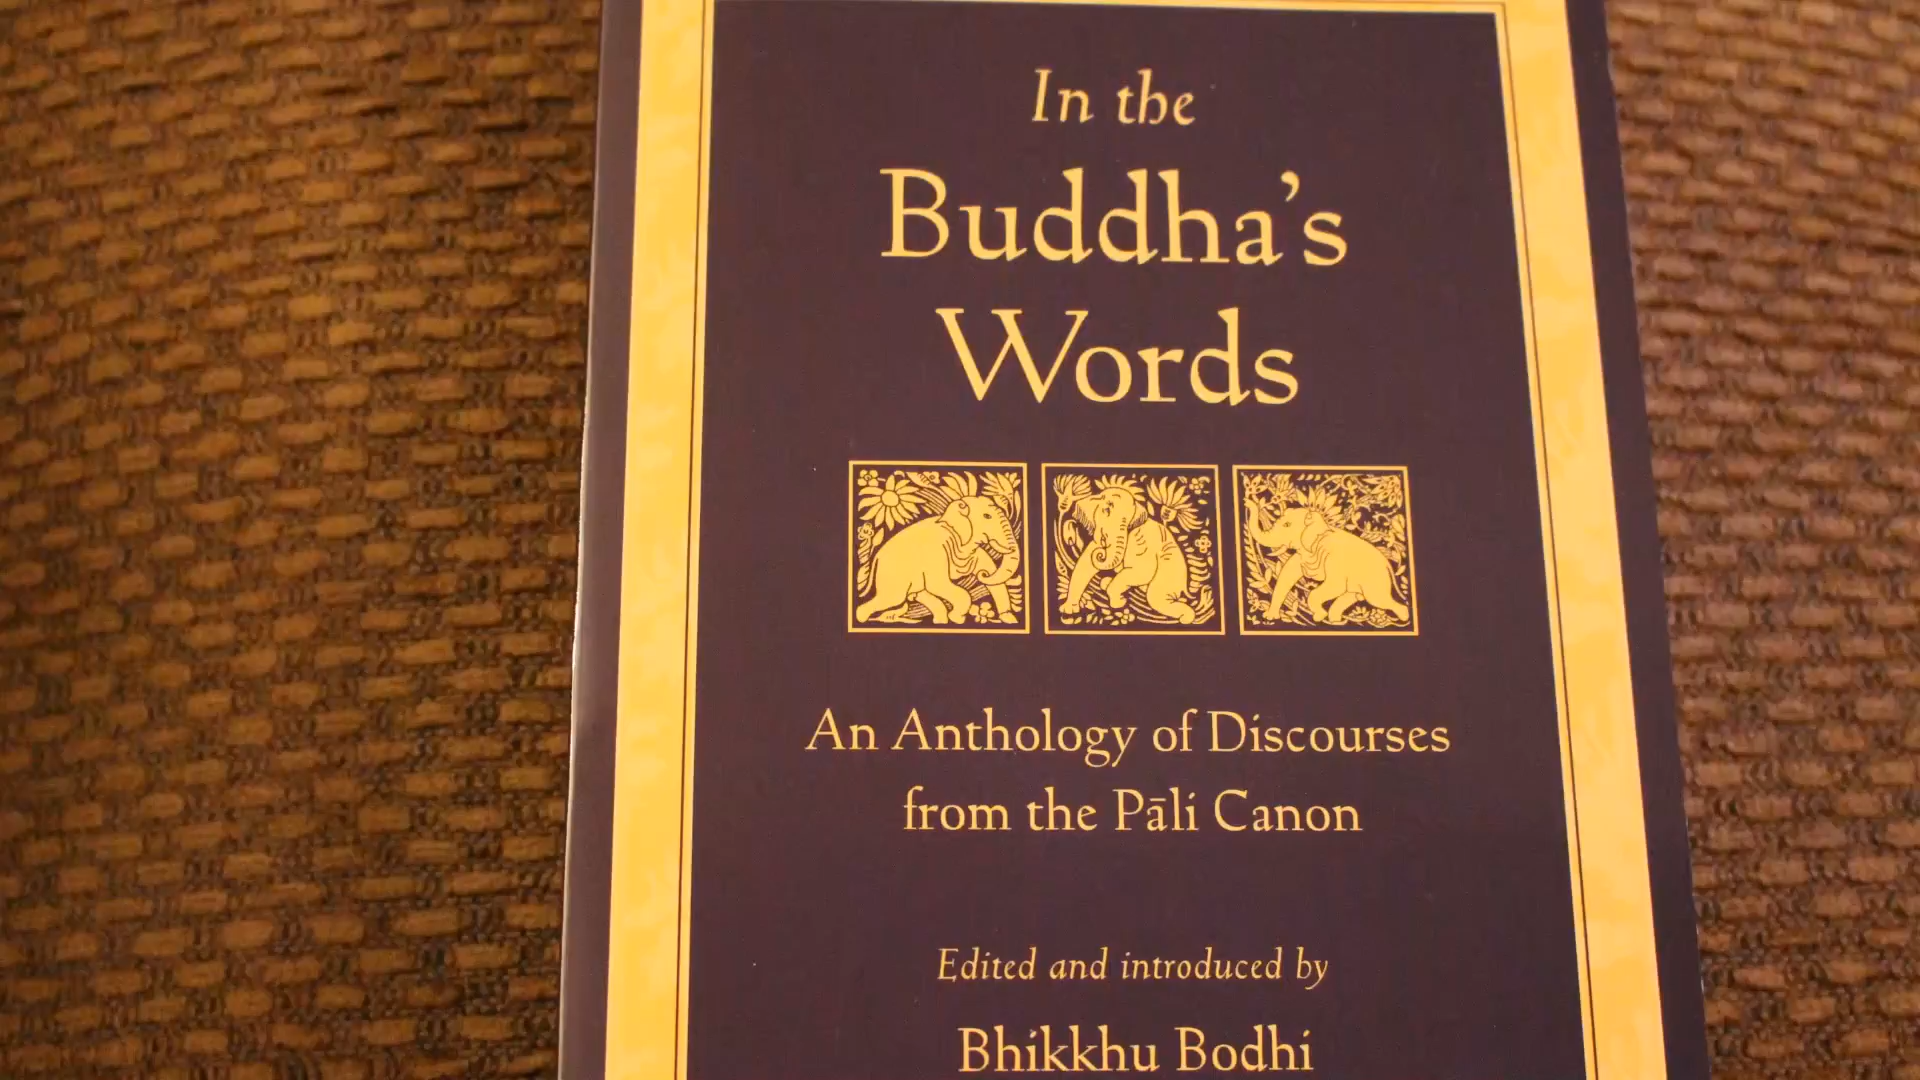 In the
Buddha's
Words
An Anthology of Discourses
from the Pāli Canon
Edited and introduced by
Bhikkhu Bodhi